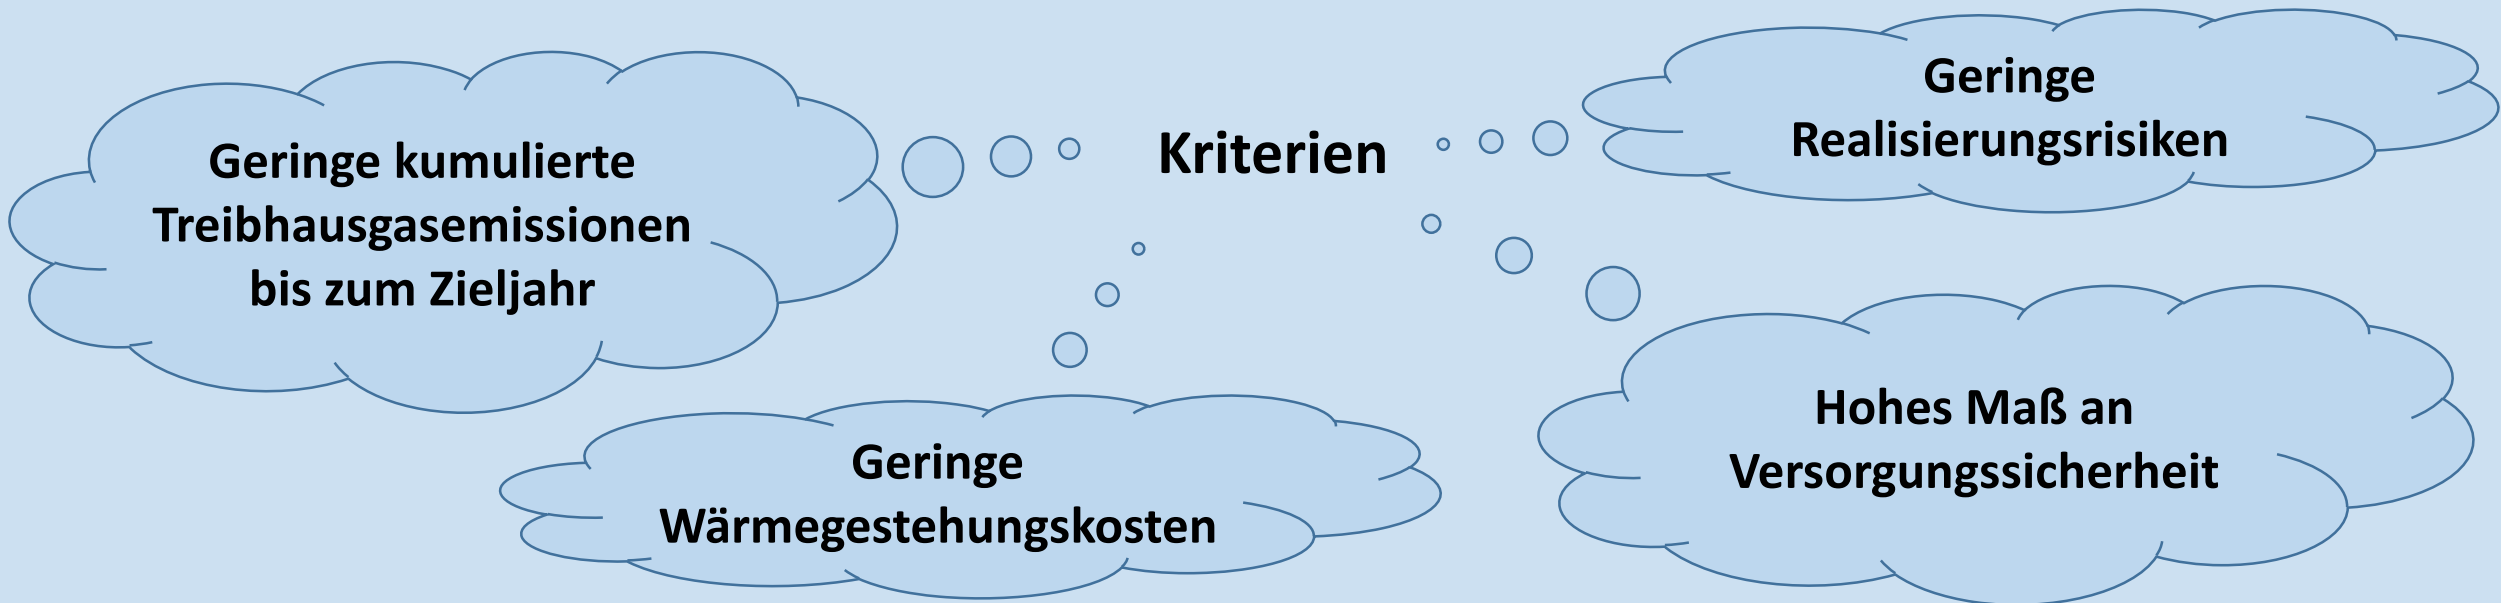 Kriterien
Geringe kumulierte
Treibhausgasemissionen
bis zum Zieljahr
Geringe
Realisierungsrisiken
Geringe
Wärmegestehungskosten
Hohes Maß an
Versorgungssicherheit